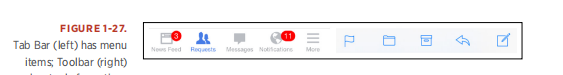 FIGURE 1-27.
Tab Bar (left) has menu
items; Toolbar (right)
3
11
News Feed Requests Messages Notifications More